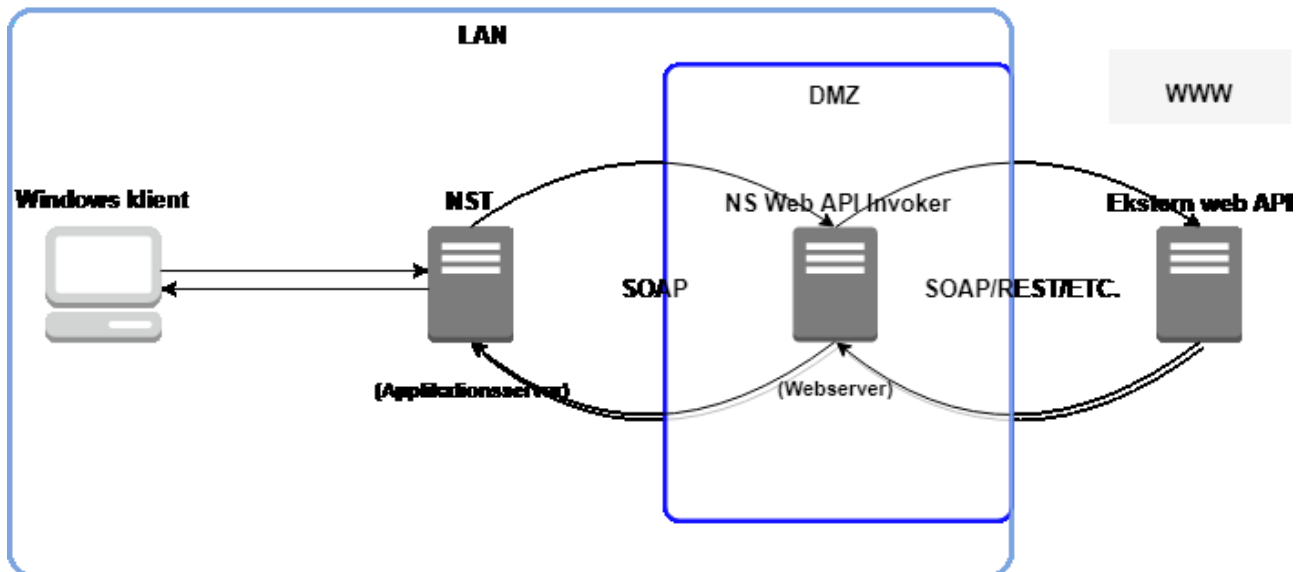 LAN
DMZ
WWW
Windows klient
NST
NS Web API Invoker
Ekstern web API
SOAP
SOAP/REST/ETC.
(Applikationsserver)
(Webserver)